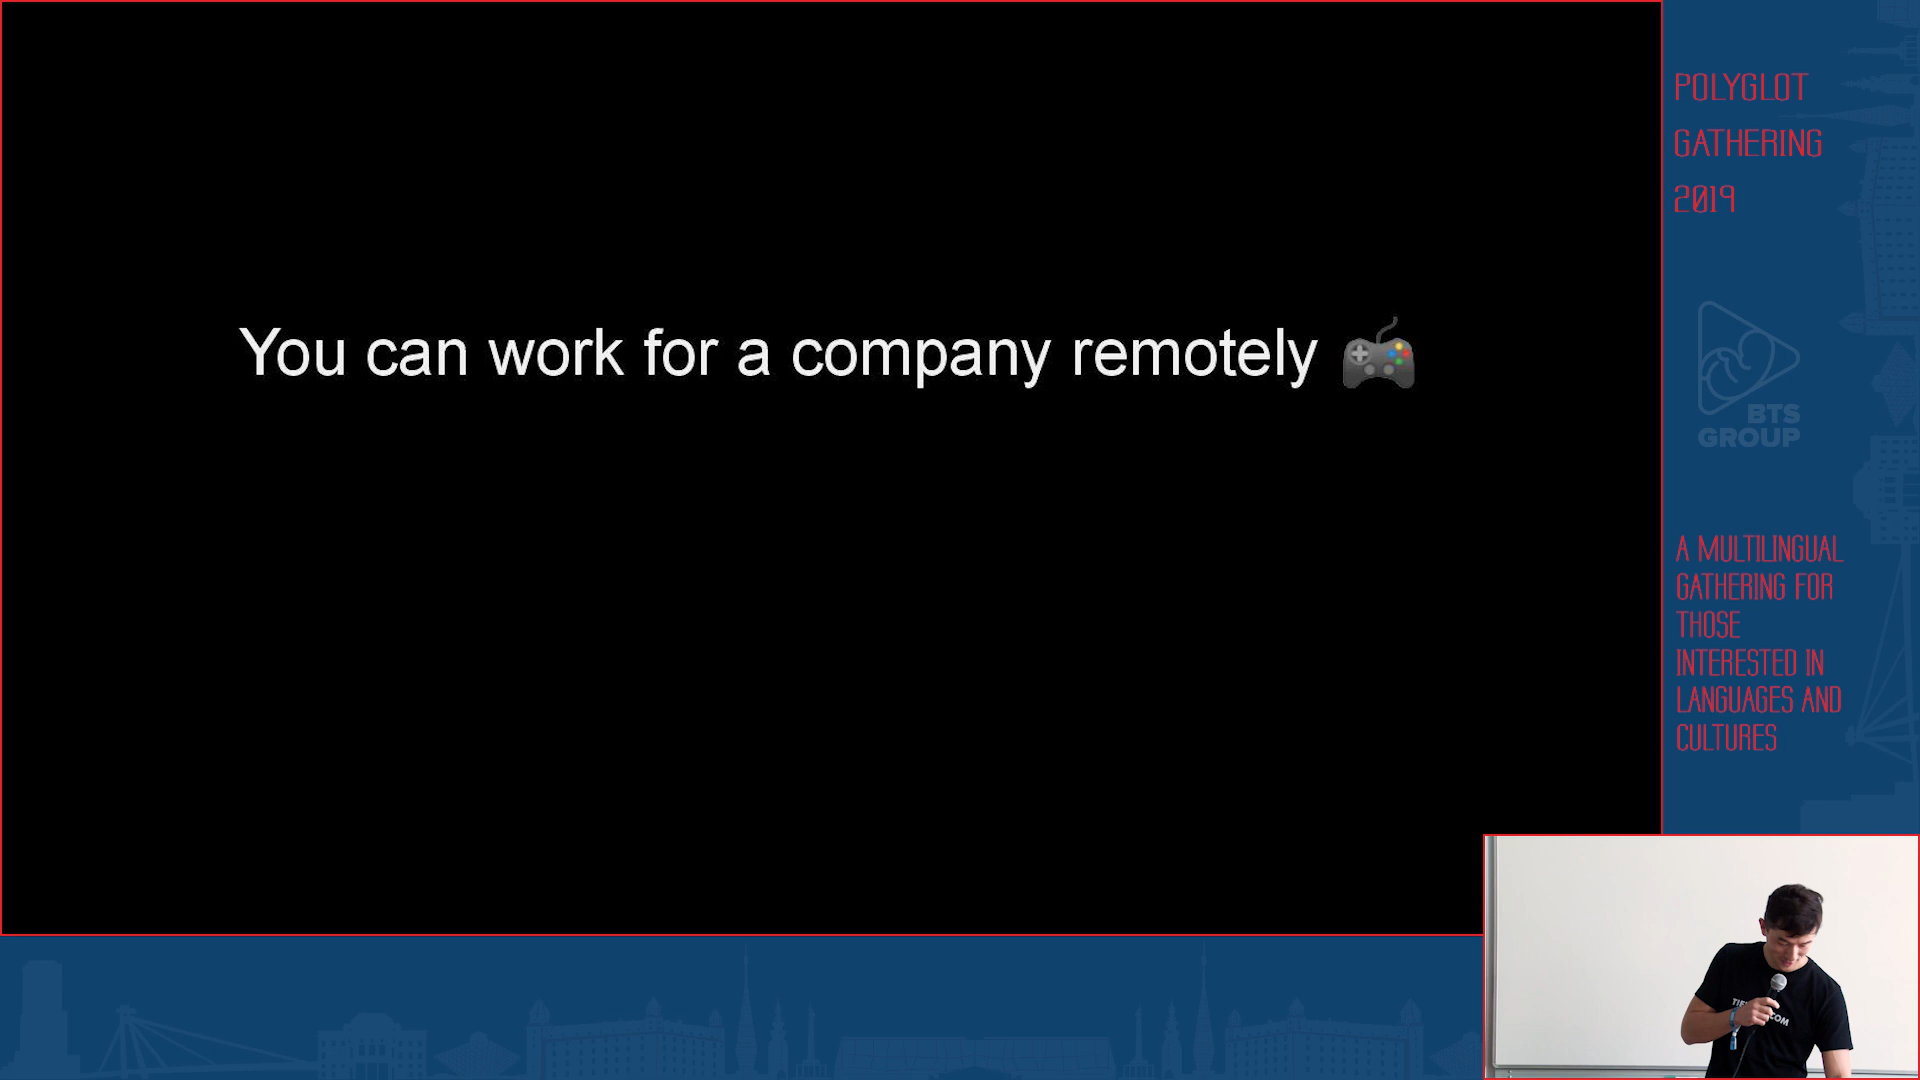 You can work for a company remotely
POLYGLOT
GATHERING
2019
BTS
GROUP
A MULTILINGUAL
GATHERING FOR
THOSE
INTERESTED IN
LANGUAGES AND
CULTURES